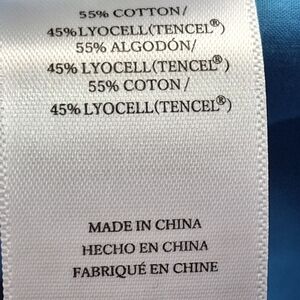 55% COTTON/
45% LYOCELL(TENCEL®)
55% ALGODÓN/
45% LYOCELL(TENCEL®)
55% COTON/
45% LYOCELL(TENCEL®)
MADE IN CHINA
HECHO EN CHINA
FABRIQUÉ EN CHINE